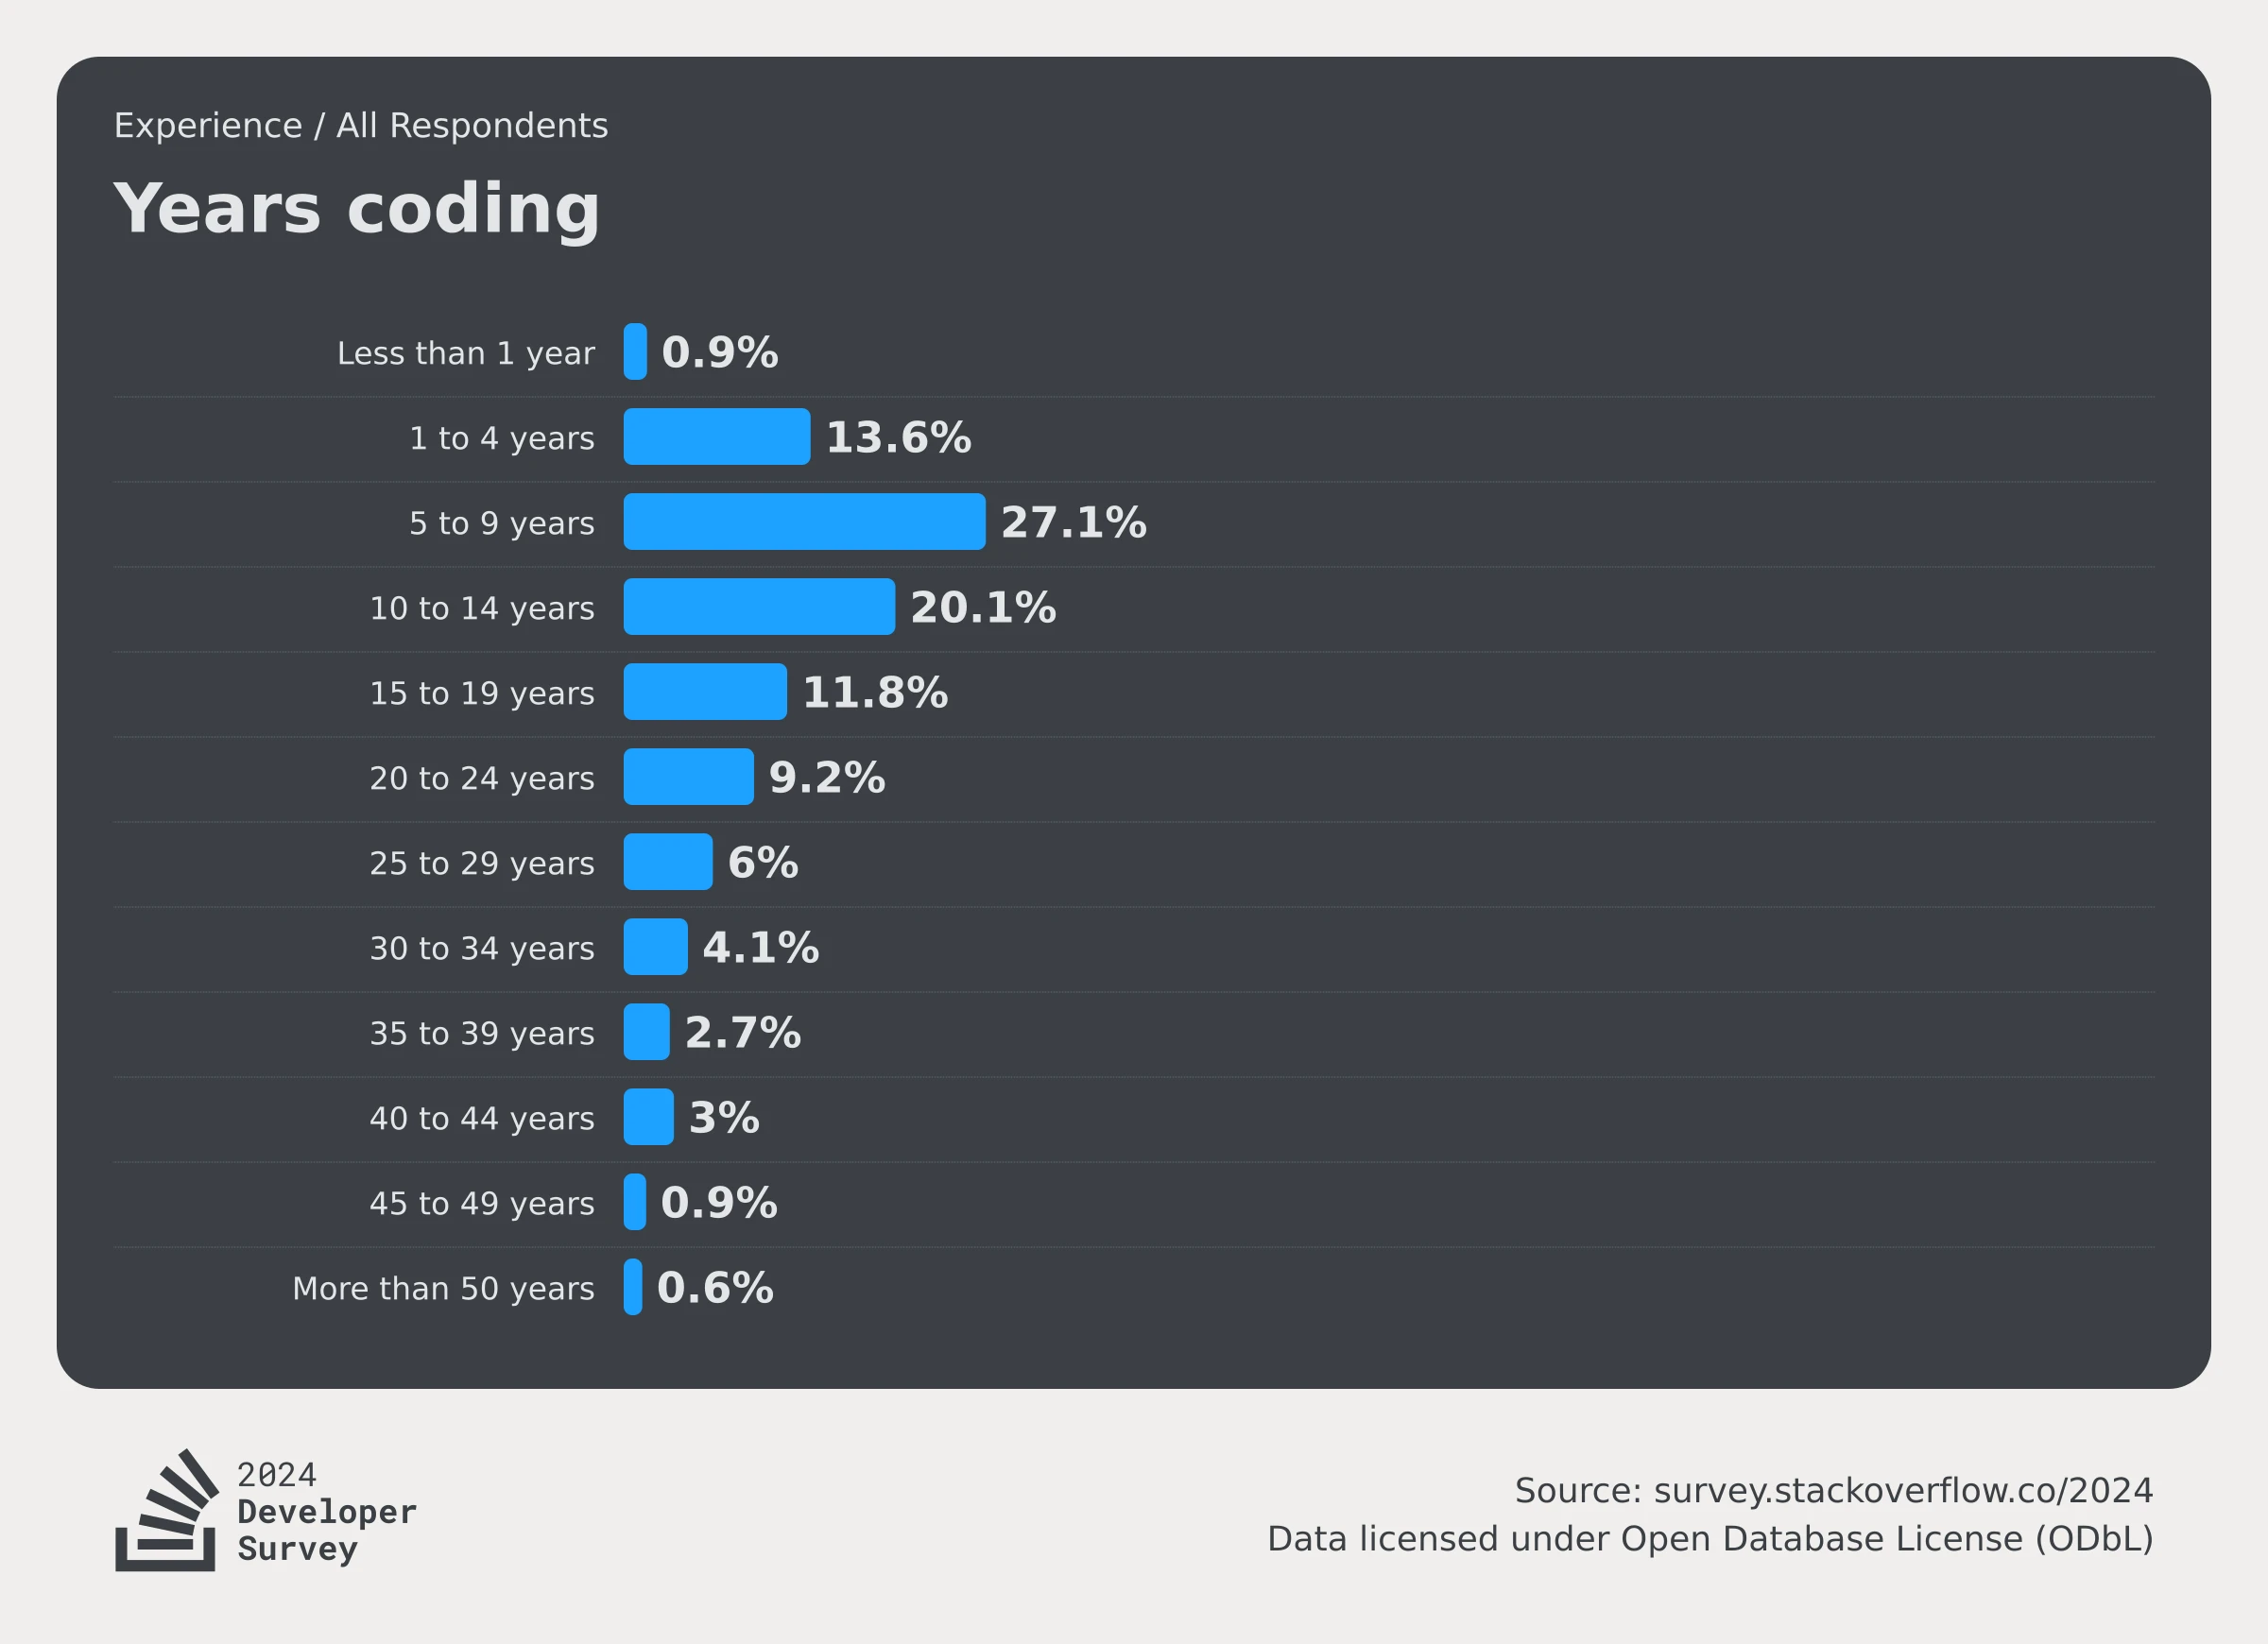 Experience / All Respondents
Years coding
Less than 1 year 0.9%
1 to 4 years 13.6%
5 to 9 years 27.1%
10 to 14 years 20.1%
15 to 19 years 11.8%
20 to 24 years 9.2%
25 to 29 years 6%
30 to 34 years 4.1%
35 to 39 years 2.7%
40 to 44 years 3%
45 to 49 years 0.9%
More than 50 years 0.6%
2024
Developer
Survey
Source: survey.stackoverflow.co/2024
Data licensed under Open Database License (ODbL)